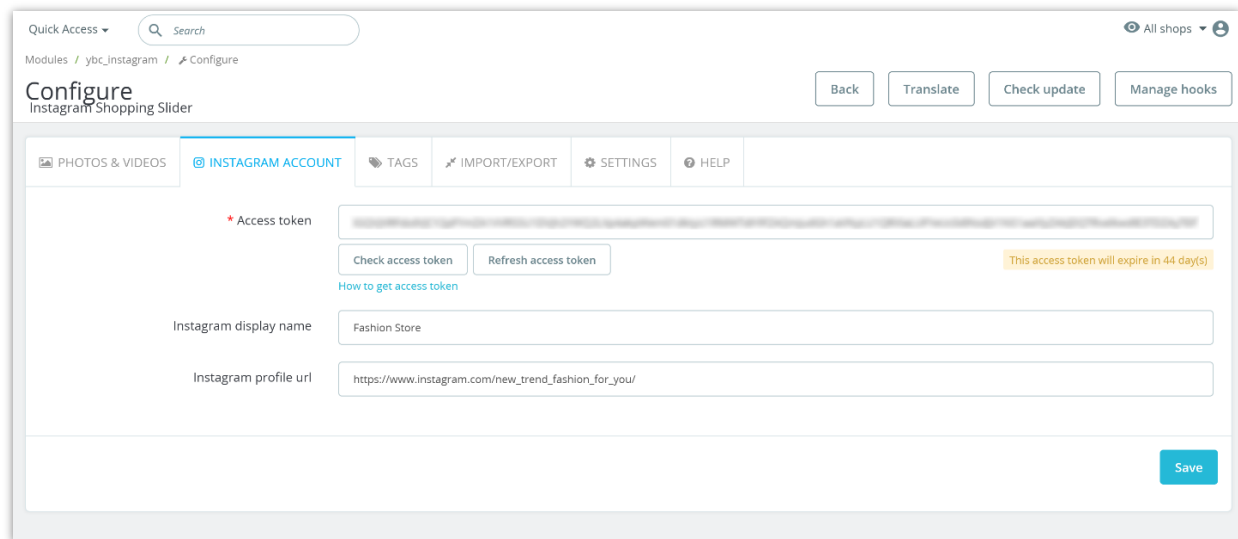 Quick Access
Search
All shops
Modules / ybc_instagram / Configure
Configure
Instagram Shopping Slider
Back
Translate
Check update
Manage hooks
PHOTOS & VIDEOS
INSTAGRAM ACCOUNT
TAGS
IMPORT/EXPORT
SETTINGS
HELP
* Access token
Check access token
Refresh access token
This access token will expire in 44 day(s)
How to get access token
Instagram display name
Fashion Store
Instagram profile url
https://www.instagram.com/new_trend_fashion_for_you/
Save